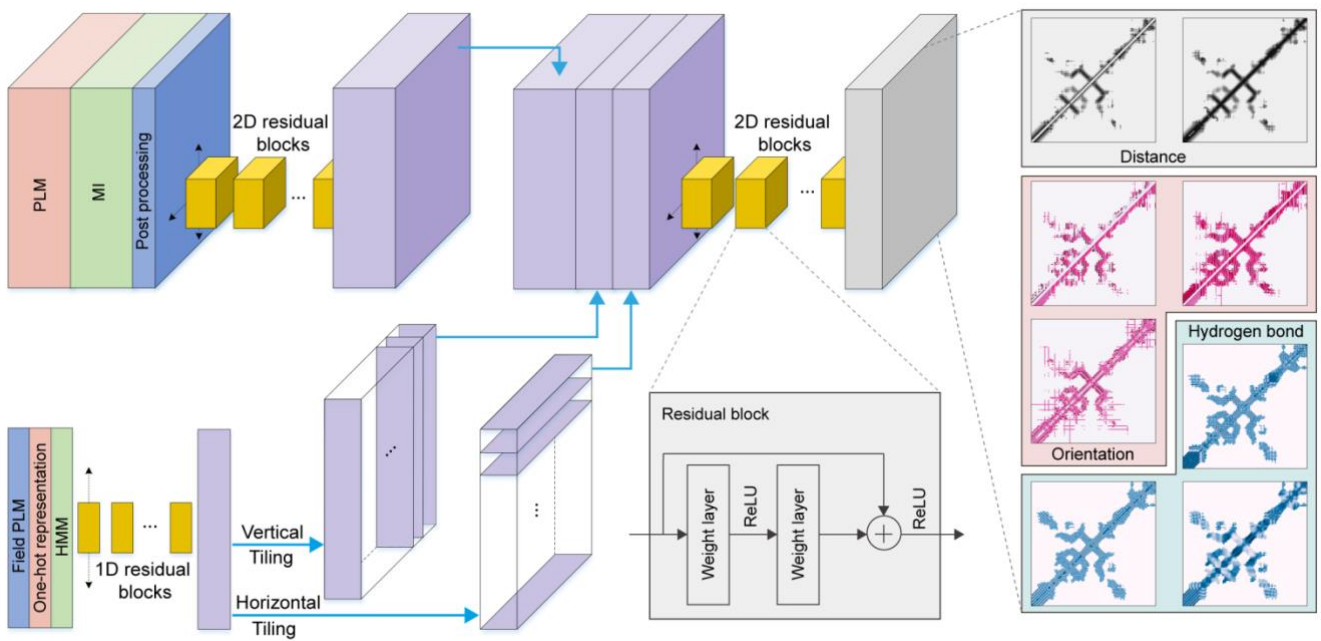 PLM
MI
Post processing
2D residual
blocks
...
2D residual
blocks
...
Distance
Orientation
Hydrogen bond
Field PLM
One-hot representation
HMM
...
1D residual
blocks
Vertical
Tiling
Horizontal
Tiling
...
...
Residual block
Weight layer
ReLU
Weight layer
+
ReLU